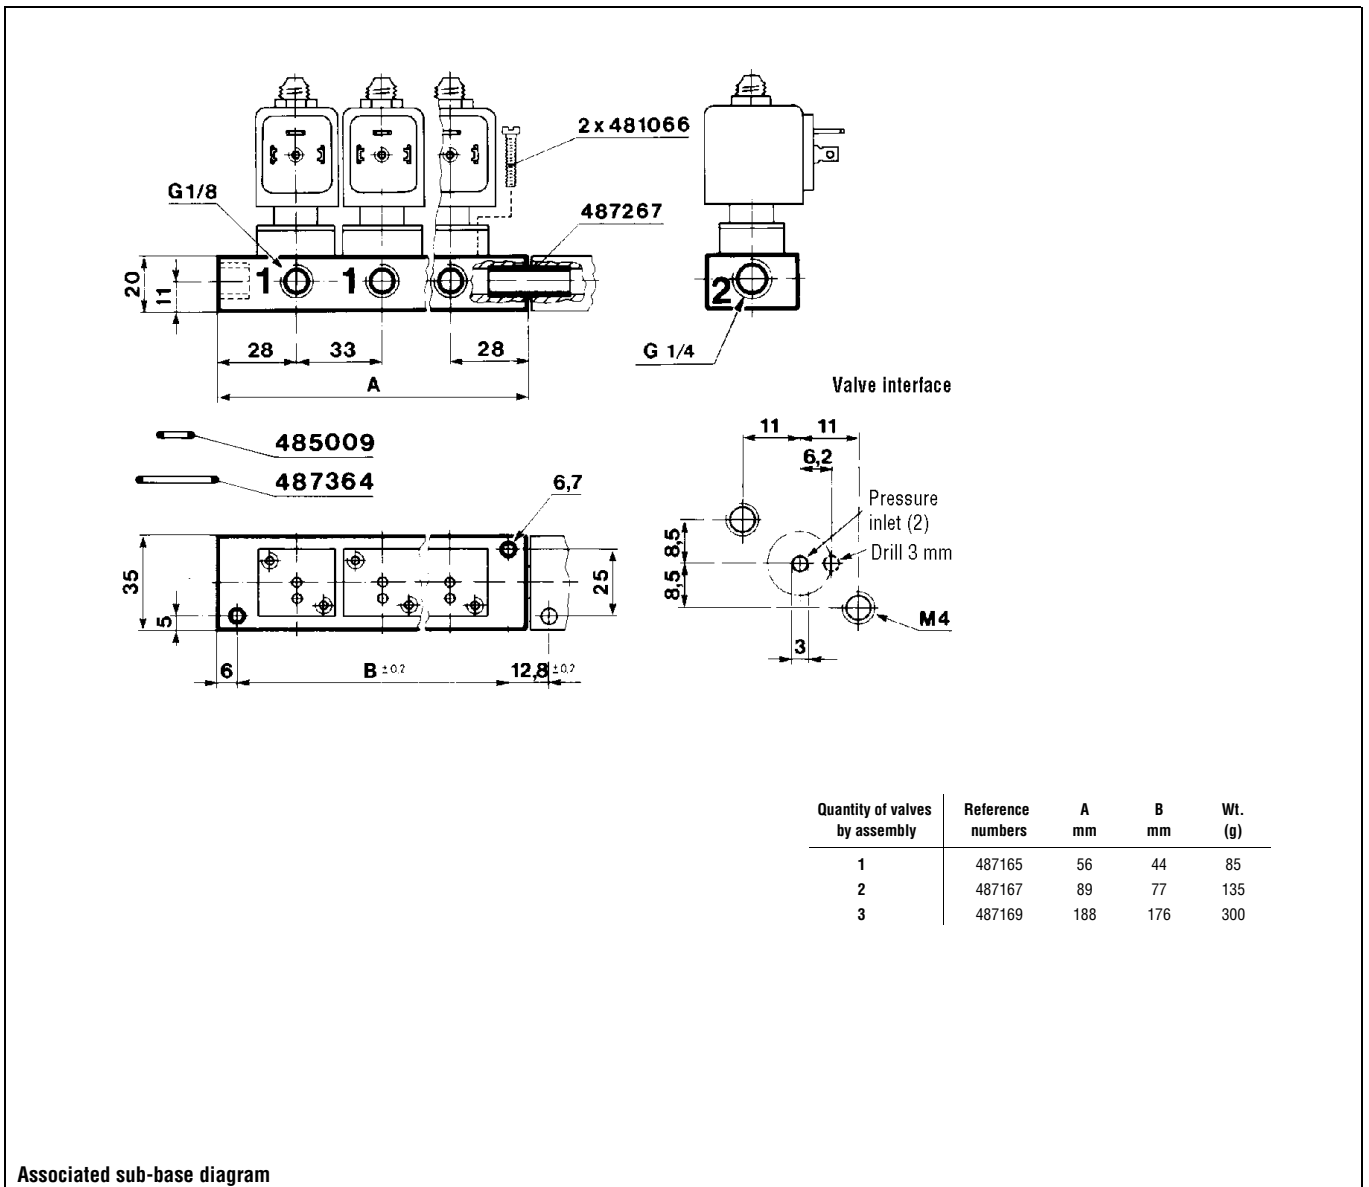 2 x 481066
G1/8
487267
20
11
1
1
2
28
33
28
A
G 1/4
Valve interface
485009
487364
6,7
35
5
25
6
B ±0,2
12,8 ±0,2
11
11
6,2
8,5
8,5
Pressure
inlet (2)
Drill 3 mm
M4
3
Quantity of valves by assembly Reference numbers A mm B mm Wt. (g)
1 487165 56 44 85
2 487167 89 77 135
3 487169 188 176 300
Associated sub-base diagram